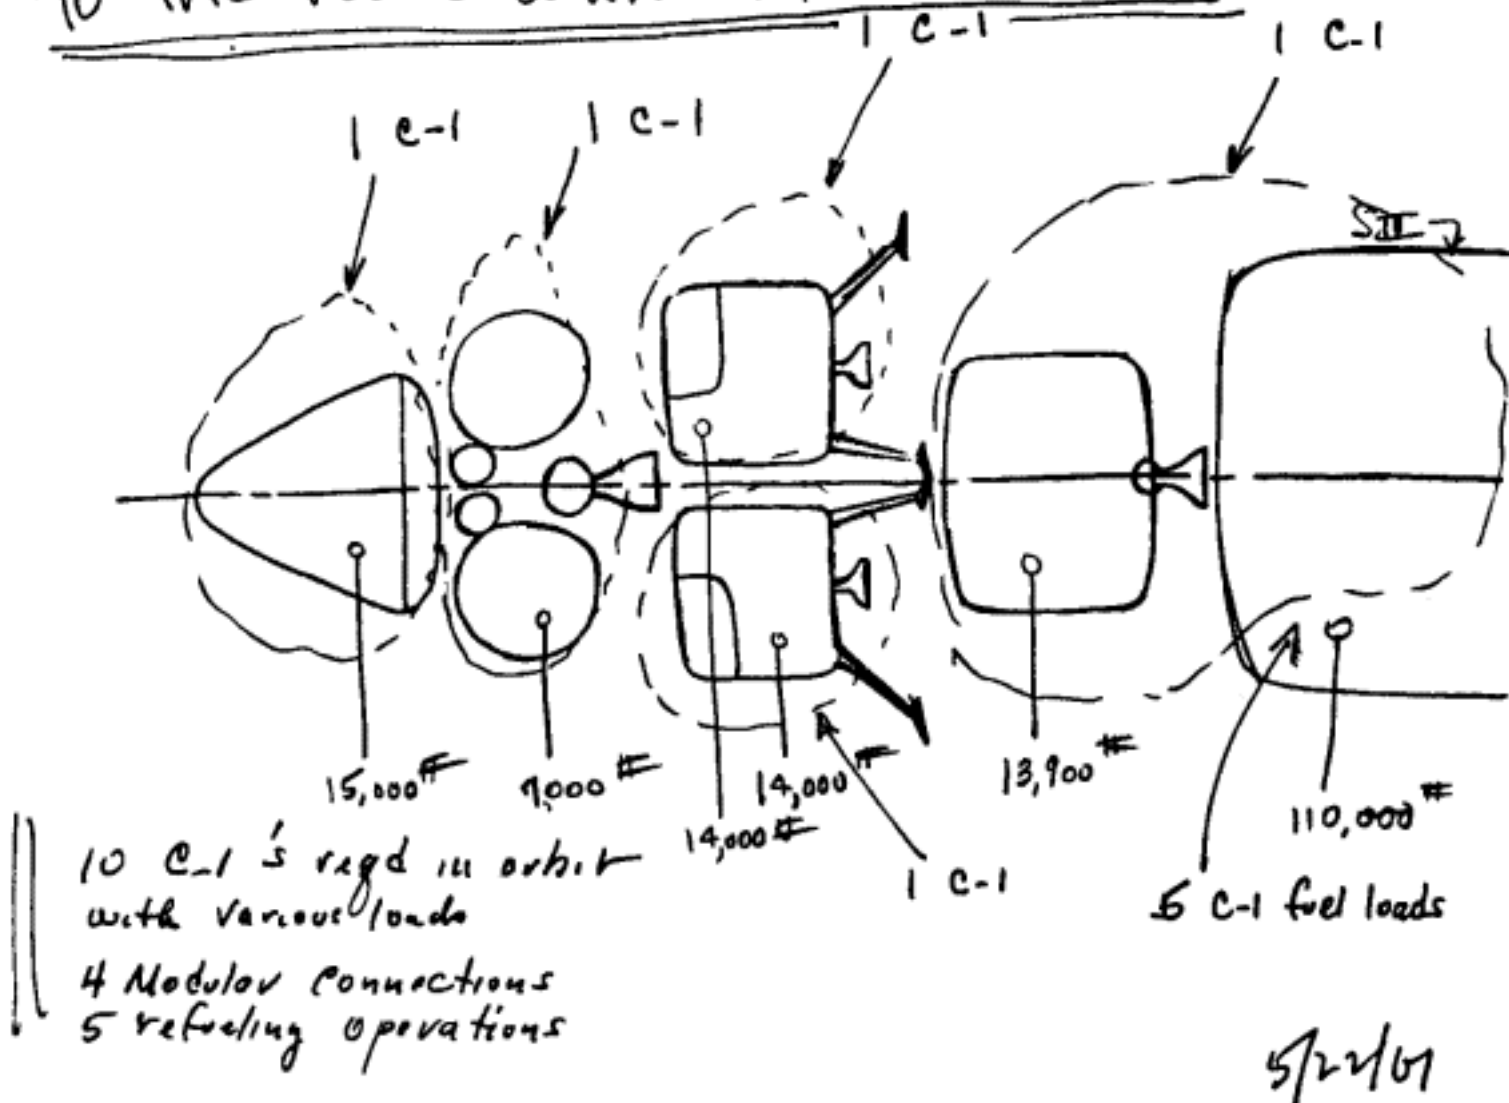 1 C-1
1 C-1
1 C-1
1 C-1
SII
15,000#
7,000#
14,000#
14,000#
13,900#
110,000#
1 C-1
5 C-1 fuel loads
10 C-1's reqd in orbit
with various loads
4 Modular Connections
5 refueling operations
5/22/61